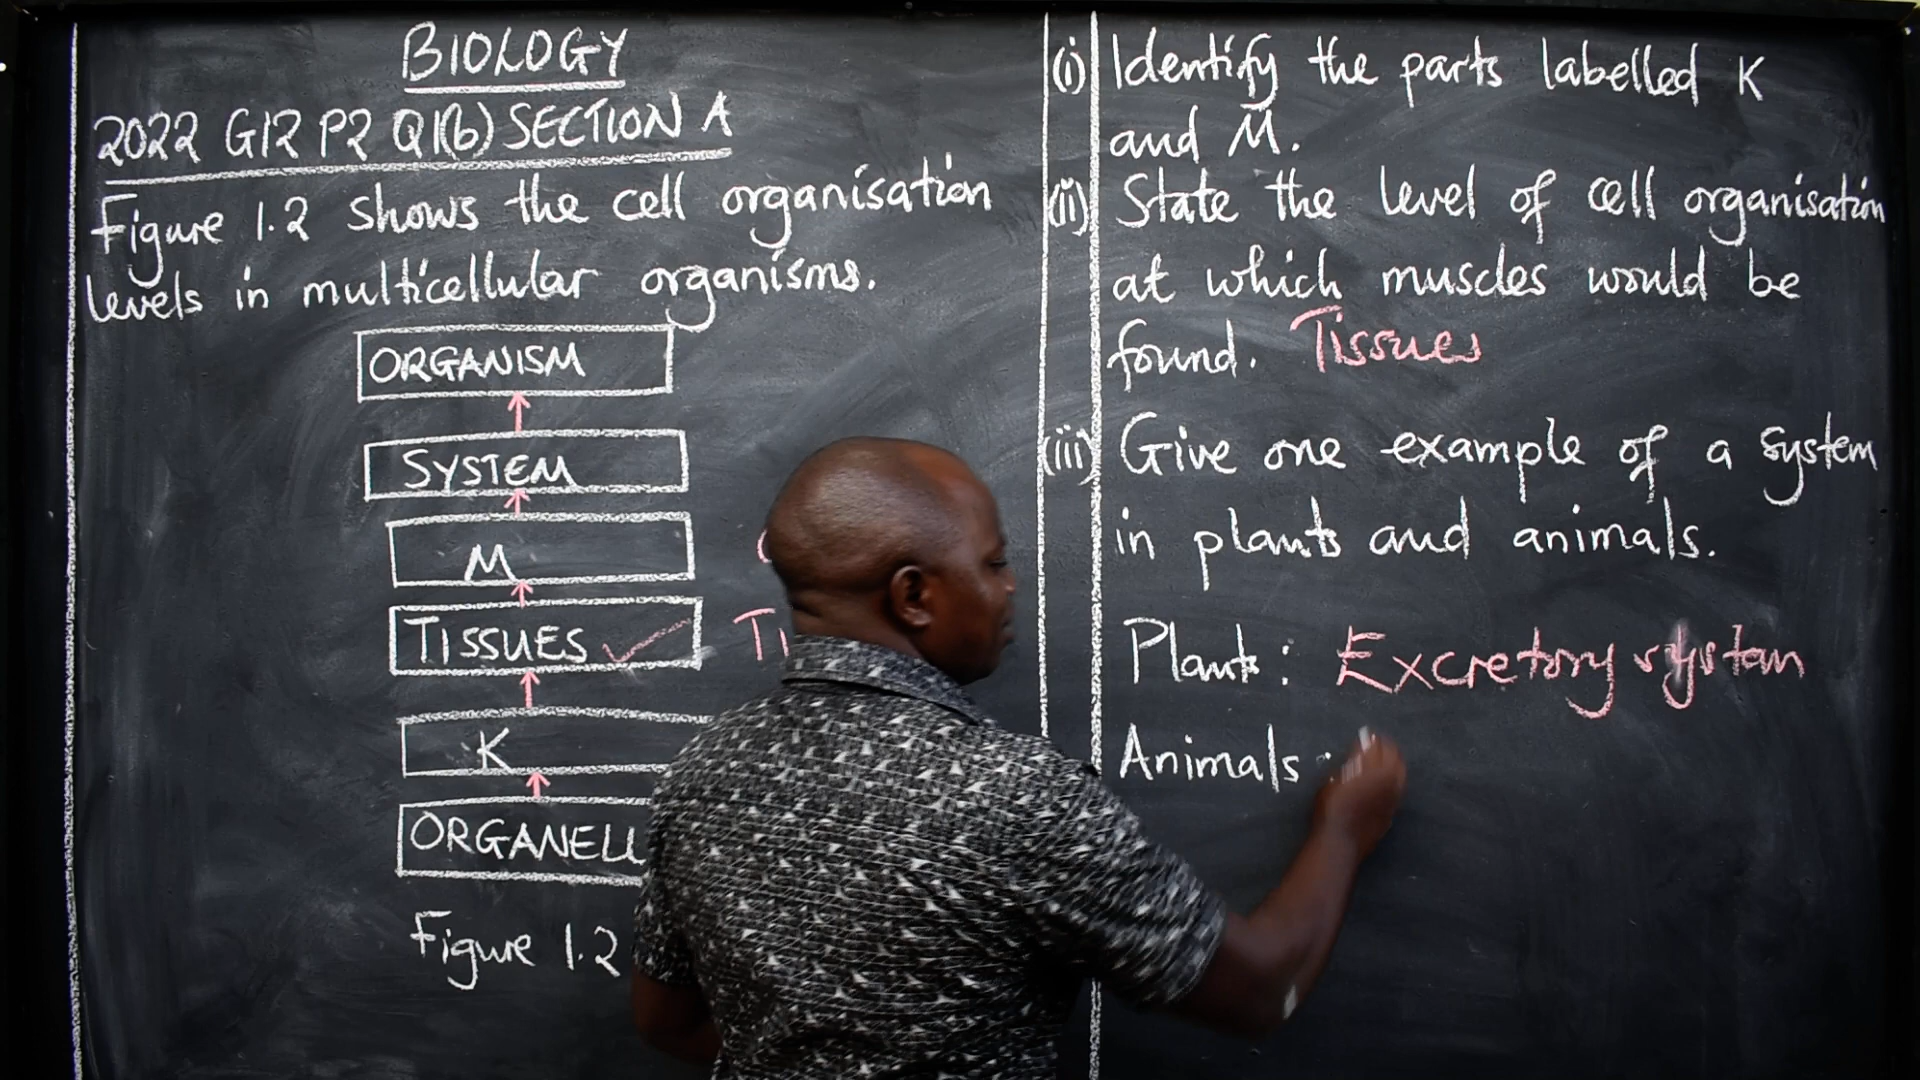 BIOLOGY
2022 G12 P2 Q1(b) SECTION A
Figure 1.2 shows the cell organisation
levels in multicellular organisms.
ORGANISM
SYSTEM
M
TISSUES
K
ORGANELL
Figure 1.2
(i) Identify the parts labelled K
and M.
(ii) State the level of cell organisation
at which muscles would be
found. Tissues
(iii) Give one example of a system
in plants and animals.
Plants: Excretory system
Animals: